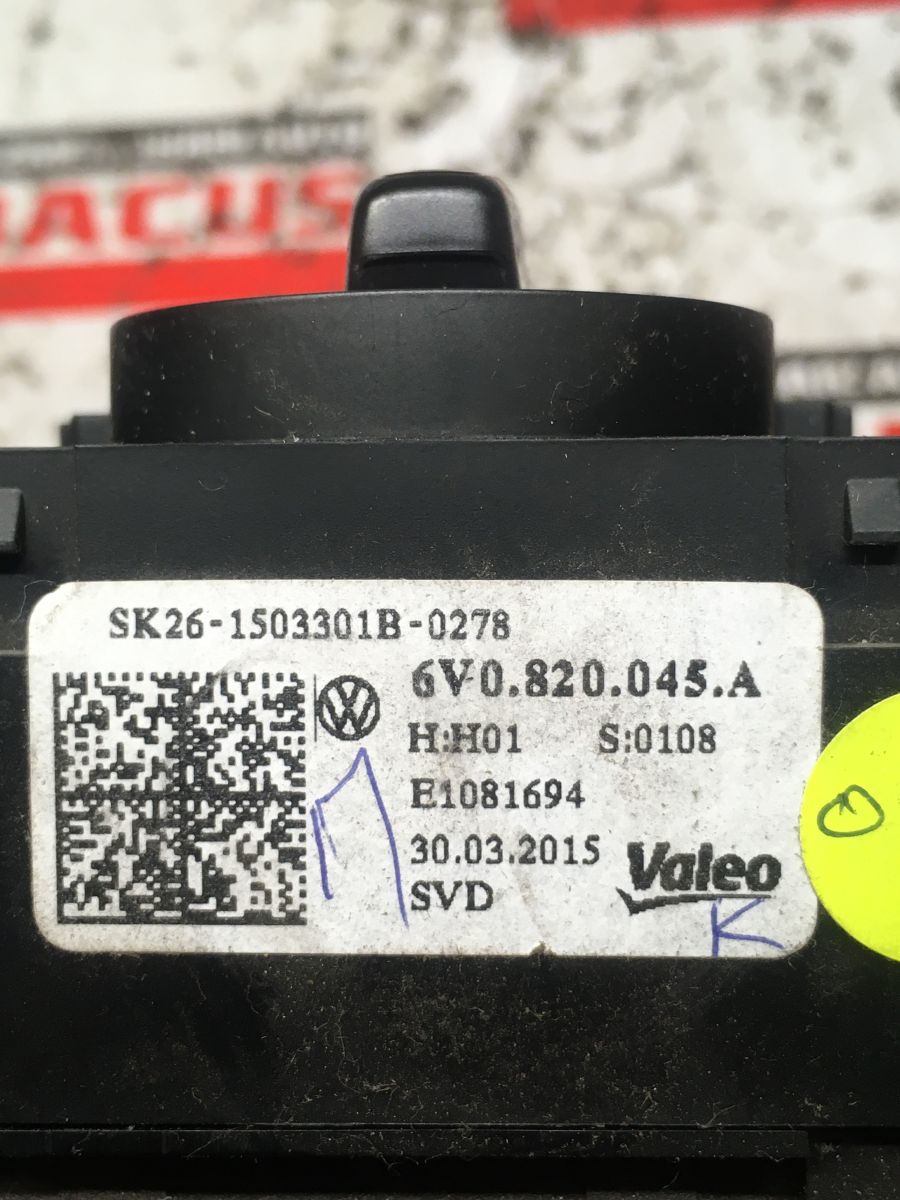 ACUS
SK26-1503301B-0278
6V0.820.045.A
H:H01 S:0108
E1081694
30.03.2015
SVD
Valeo
K